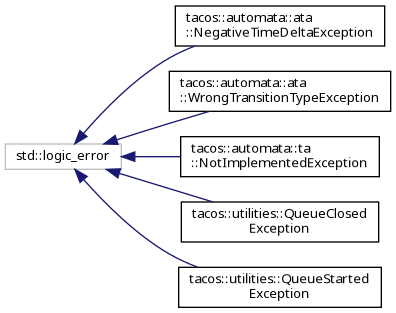 tacos::automata::ata
::NegativeTimeDeltaException
tacos::automata::ata
::WrongTransitionTypeException
std::logic_error
tacos::automata::ta
::NotImplementedException
tacos::utilities::QueueClosed
Exception
tacos::utilities::QueueStarted
Exception